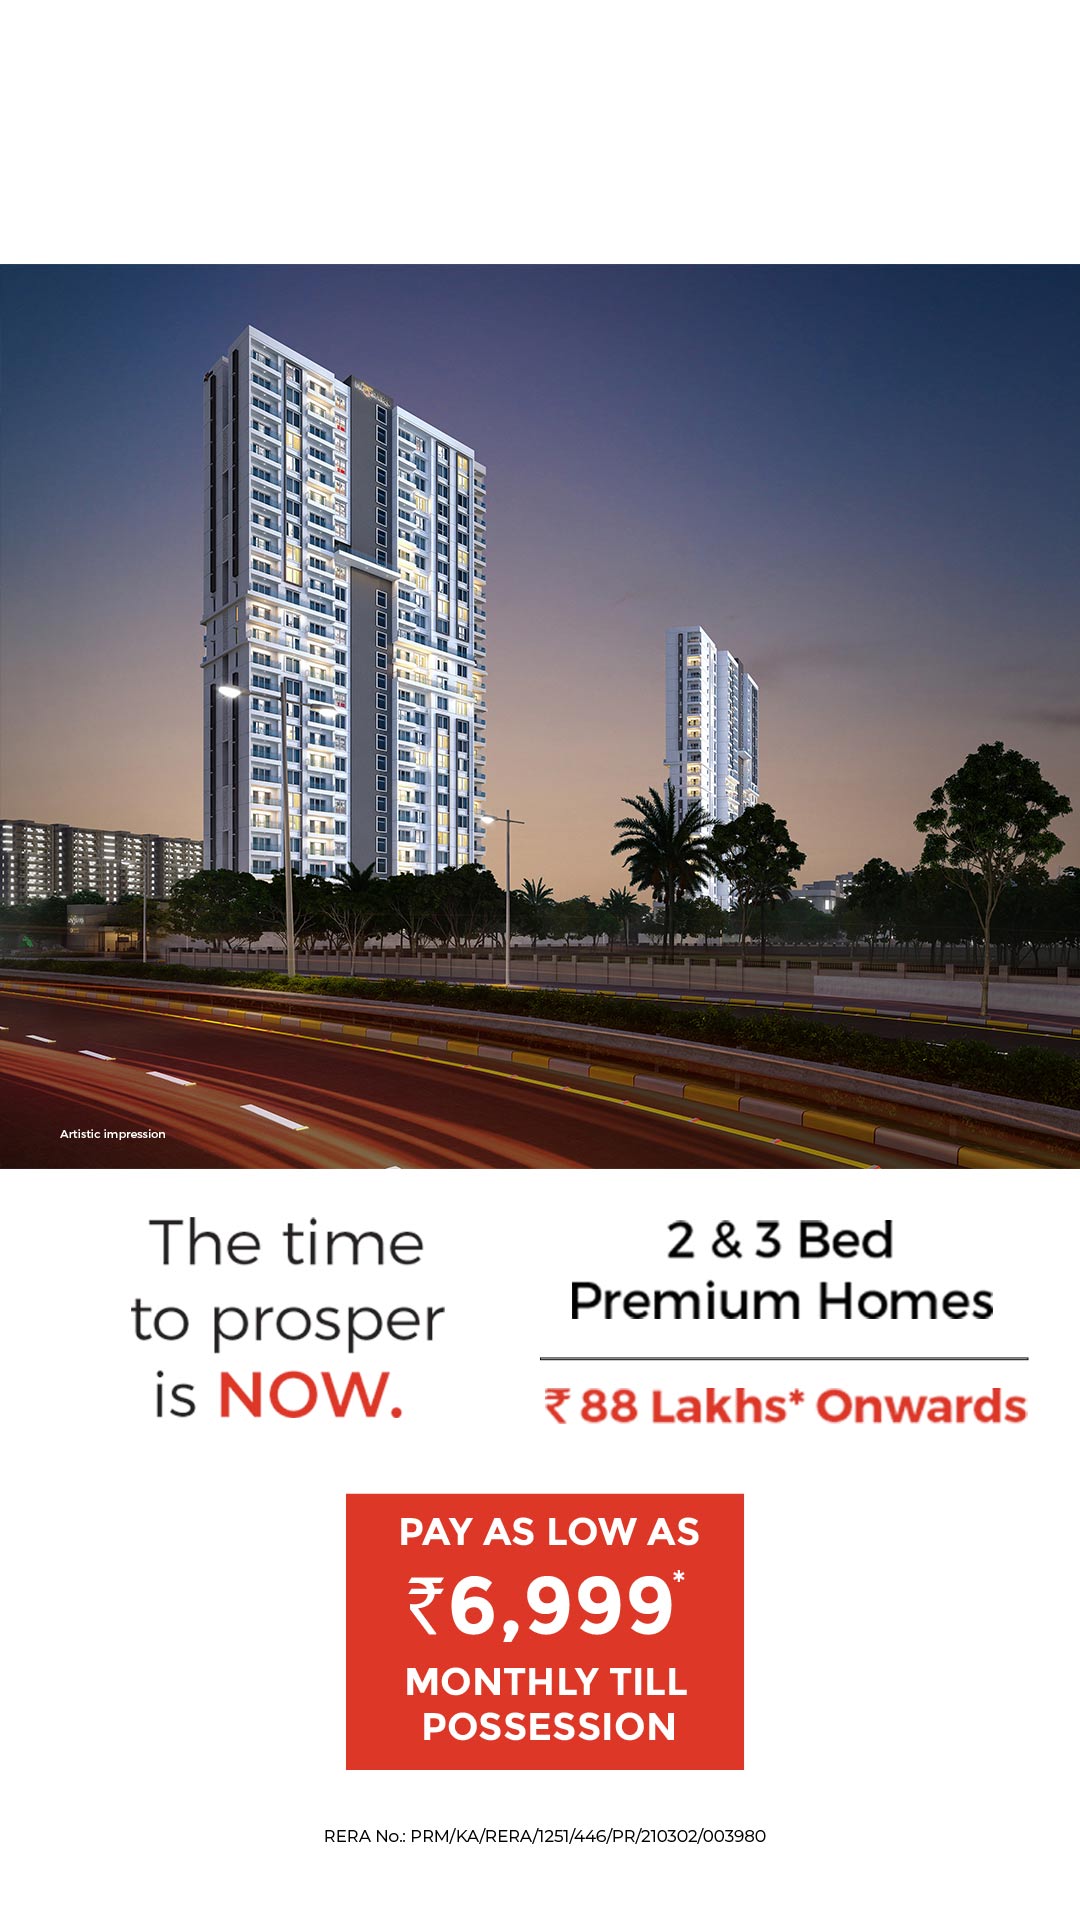 Artistic impression
The time
to prosper
is NOW.
2 & 3 Bed
Premium Homes
₹ 88 Lakhs* Onwards
PAY AS LOW AS
₹6,999*
MONTHLY TILL
POSSESSION
RERA No.: PRM/KA/RERA/1251/446/PR/210302/003980